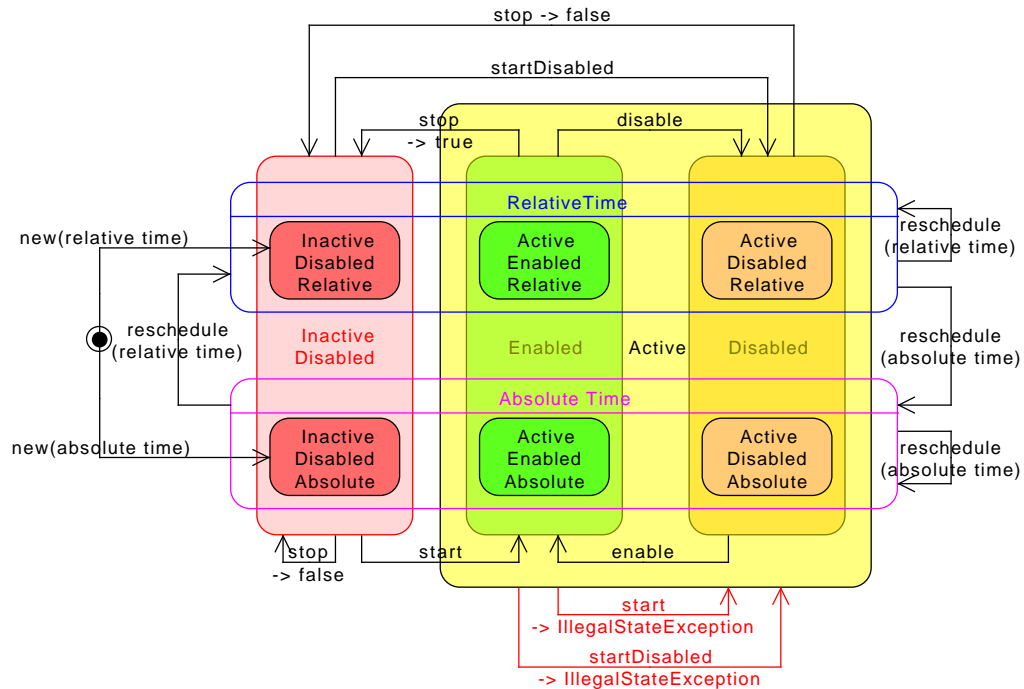 stop -> false
startDisabled
stop
-> true
disable
RelativeTime
new(relative time)
Inactive
Disabled
Relative
Active
Enabled
Relative
Active
Disabled
Relative
reschedule
(relative time)
reschedule
(relative time)
Inactive
Disabled
Enabled
Active
Disabled
reschedule
(absolute time)
Absolute Time
new(absolute time)
Inactive
Disabled
Absolute
Active
Enabled
Absolute
Active
Disabled
Absolute
reschedule
(absolute time)
stop
-> false
start
enable
start
-> IllegalStateException
startDisabled
-> IllegalStateException